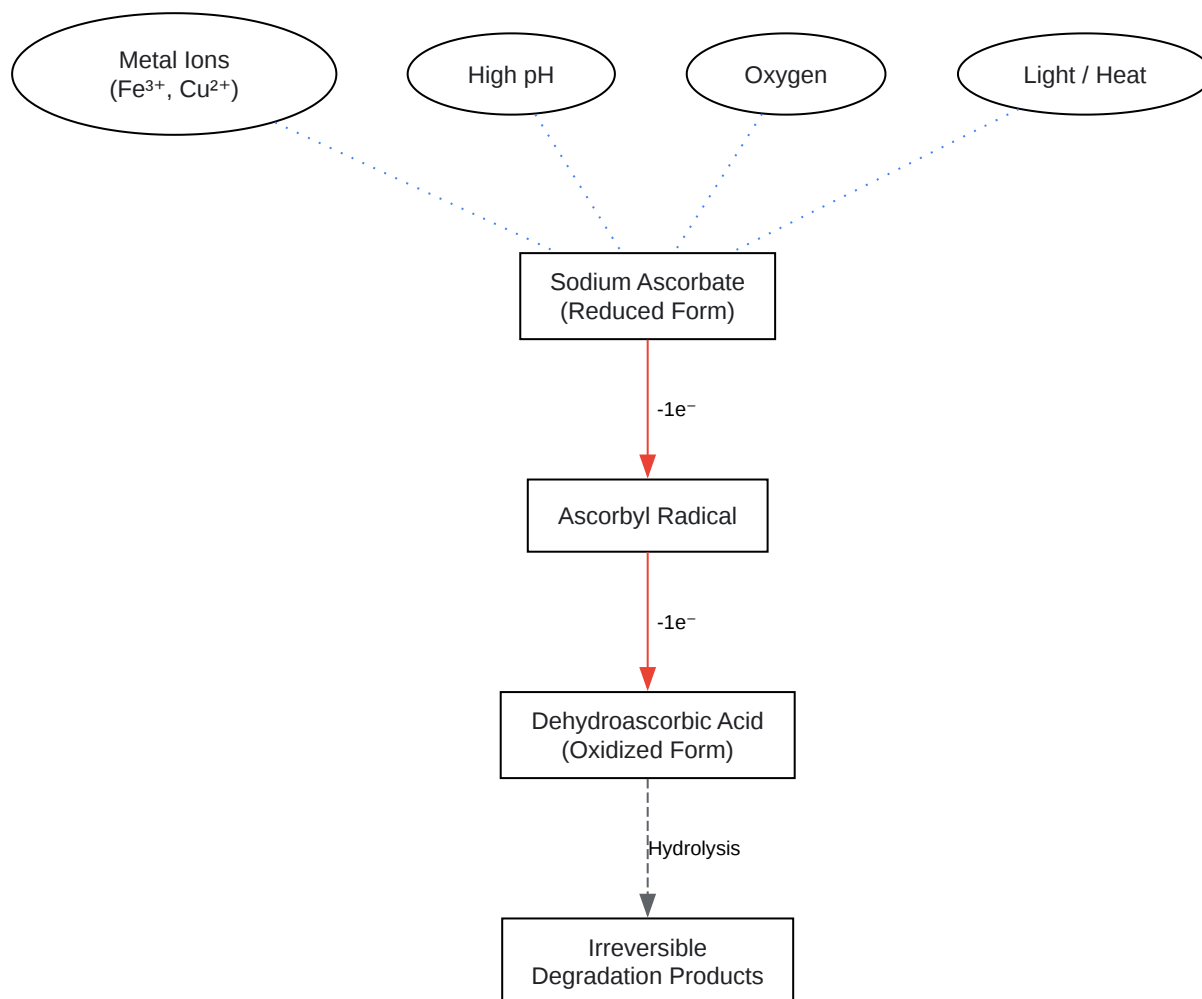 Metal Ions
(Fe³⁺, Cu²⁺)
High pH
Oxygen
Light / Heat
Sodium Ascorbate
(Reduced Form)
-1e⁻
Ascorbyl Radical
-1e⁻
Dehydroascorbic Acid
(Oxidized Form)
Hydrolysis
Irreversible
Degradation Products